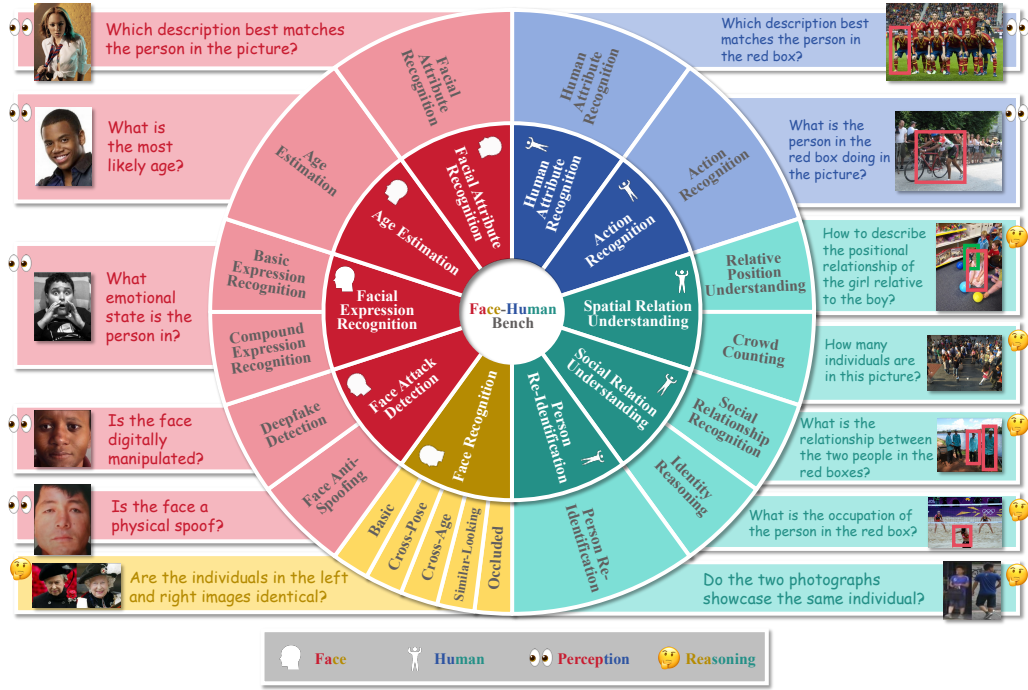 Which description best matches
the person in the picture?
What is
the most
likely age?
What
emotional
state is the
person in?
Is the face
digitally
manipulated?
Is the face a
physical spoof?
Are the individuals in the left
and right images identical?
Which description best
matches the person in
the red box?
What is the
person in the
red box doing in
the picture?
How to describe
the positional
relationship of
the girl relative
to the boy?
How many
individuals are
in this picture?
What is the
relationship between
the two people in the
red boxes?
What is the occupation of
the person in the red box?
Do the two photographs
showcase the same individual?
Facial
Attribute
Recognition
Age
Estimation
Basic
Expression
Recognition
Compound
Expression
Recognition
Deepfake
Detection
Face Anti-
Spoofing
Basic
Cross-Pose
Cross-Age
Similar-Looking
Occluded
Human
Attribute
Recognition
Action
Recognition
Relative
Position
Understanding
Crowd
Counting
Social
Relationship
Recognition
Identity
Reasoning
Person Re-
Identification
Facial Attribute
Recognition
Age Estimation
Facial
Expression
Recognition
Face Attack
Detection
Face Recognition
Human
Attribute
Recognition
Action
Recognition
Spatial Relation
Understanding
Social Relation
Understanding
Person
Re-Identification
Face-Human
Bench
Face
Human
Perception
Reasoning